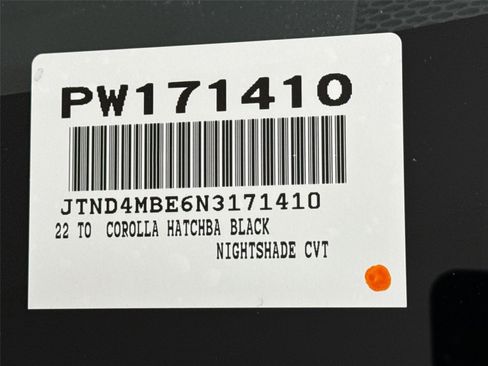 PW171410
JTND4MBE6N3171410
22 TO COROLLA HATCHBA BLACK
NIGHTSHADE CVT